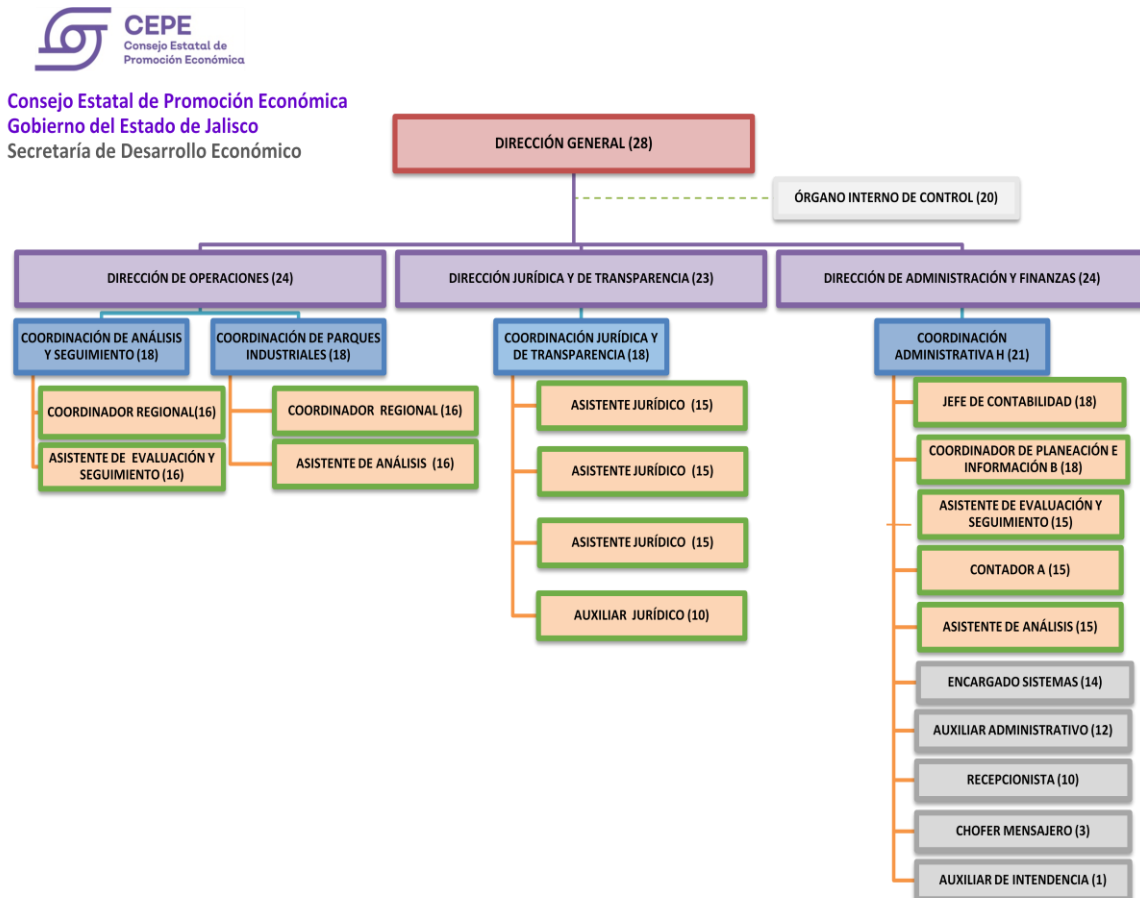 CEPE
Consejo Estatal de
Promoción Económica
Consejo Estatal de Promoción Económica
Gobierno del Estado de Jalisco
Secretaría de Desarrollo Económico
DIRECCIÓN GENERAL (28)
ÓRGANO INTERNO DE CONTROL (20)
DIRECCIÓN DE OPERACIONES (24)
DIRECCIÓN JURÍDICA Y DE TRANSPARENCIA (23)
DIRECCIÓN DE ADMINISTRACIÓN Y FINANZAS (24)
COORDINACIÓN DE ANÁLISIS
Y SEGUIMIENTO (18)
COORDINACIÓN DE PARQUES
INDUSTRIALES (18)
COORDINACIÓN JURÍDICA Y
DE TRANSPARENCIA (18)
COORDINACIÓN
ADMINISTRATIVA H (21)
COORDINADOR REGIONAL(16)
ASISTENTE DE EVALUACIÓN Y
SEGUIMIENTO (16)
COORDINADOR REGIONAL (16)
ASISTENTE DE ANÁLISIS (16)
ASISTENTE JURÍDICO (15)
ASISTENTE JURÍDICO (15)
ASISTENTE JURÍDICO (15)
AUXILIAR JURÍDICO (10)
JEFE DE CONTABILIDAD (18)
COORDINADOR DE PLANEACIÓN E
INFORMACIÓN B (18)
ASISTENTE DE EVALUACIÓN Y
SEGUIMIENTO (15)
CONTADOR A (15)
ASISTENTE DE ANÁLISIS (15)
ENCARGADO SISTEMAS (14)
AUXILIAR ADMINISTRATIVO (12)
RECEPCIONISTA (10)
CHOFER MENSAJERO (3)
AUXILIAR DE INTENDENCIA (1)